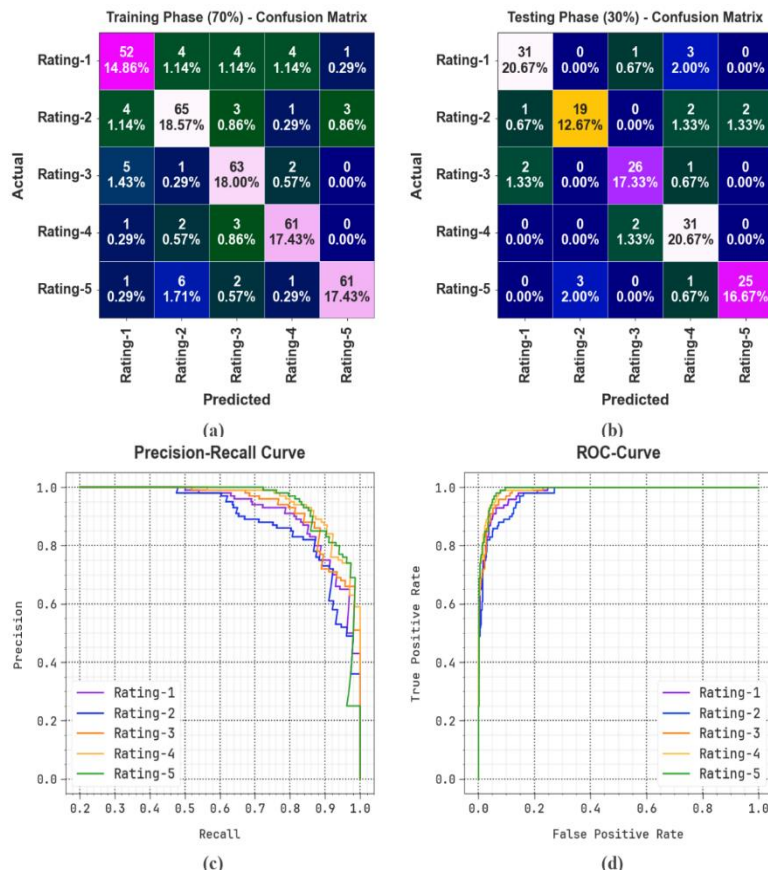 Training Phase (70%) - Confusion Matrix
Actual
Rating-1 52 4 4 4 1
14.86% 1.14% 1.14% 1.14% 0.29%
Rating-2 4 65 3 1 3
1.14% 18.57% 0.86% 0.29% 0.86%
Rating-3 5 1 63 2 0
1.43% 0.29% 18.00% 0.57% 0.00%
Rating-4 1 2 3 61 0
0.29% 0.57% 0.86% 17.43% 0.00%
Rating-5 1 6 2 1 61
0.29% 1.71% 0.57% 0.29% 17.43%
Rating-1 Rating-2 Rating-3 Rating-4 Rating-5
Predicted
(a)
Testing Phase (30%) - Confusion Matrix
Actual
Rating-1 31 0 1 3 0
20.67% 0.00% 0.67% 2.00% 0.00%
Rating-2 1 19 0 2 2
0.67% 12.67% 0.00% 1.33% 1.33%
Rating-3 2 0 26 1 0
1.33% 0.00% 17.33% 0.67% 0.00%
Rating-4 0 0 2 31 0
0.00% 0.00% 1.33% 20.67% 0.00%
Rating-5 0 3 0 1 25
0.00% 2.00% 0.00% 0.67% 16.67%
Rating-1 Rating-2 Rating-3 Rating-4 Rating-5
Predicted
(b)
Precision-Recall Curve
Precision
1.0
0.8
0.6
0.4
0.2
0.0
Rating-1
Rating-2
Rating-3
Rating-4
Rating-5
0.2 0.3 0.4 0.5 0.6 0.7 0.8 0.9 1.0
Recall
(c)
ROC-Curve
True Positive Rate
1.0
0.8
0.6
0.4
0.2
0.0
Rating-1
Rating-2
Rating-3
Rating-4
Rating-5
0.0 0.2 0.4 0.6 0.8 1.0
False Positive Rate
(d)